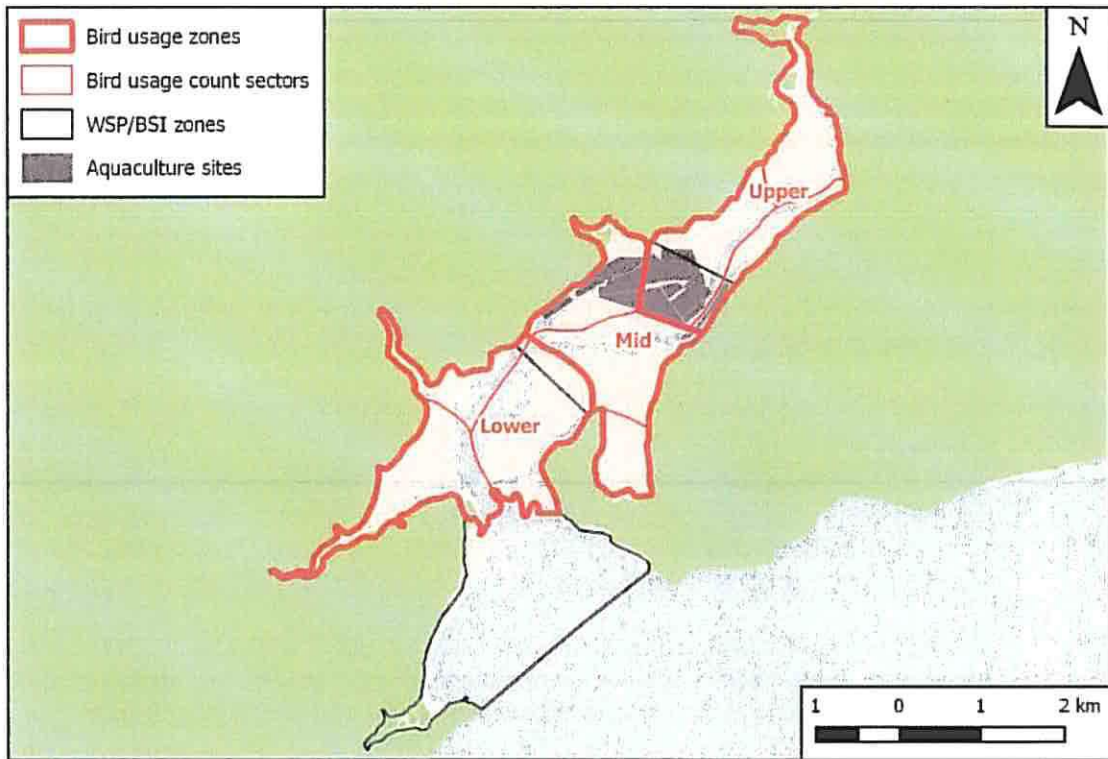 Bird usage zones
Bird usage count sectors
WSP/BSI zones
Aquaculture sites
N
Upper
Mid
Lower
1 0 1 2 km